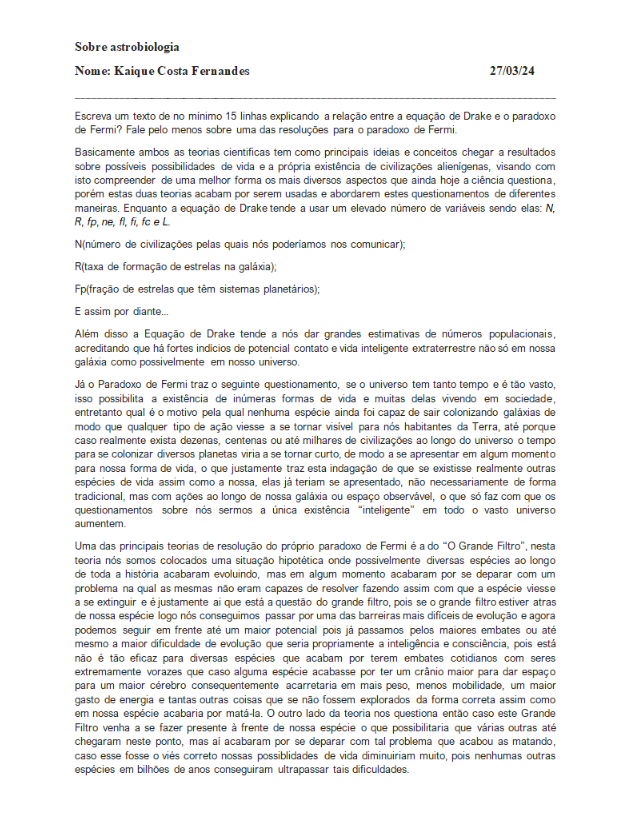 Sobre astrobiologia
Nome: Kaique Costa Fernandes 27/03/24
Escreva um texto de no mínimo 15 linhas explicando a relação entre a equação de Drake e o paradoxo
de Fermi? Fale pelo menos sobre uma das resoluções para o paradoxo de Fermi.
Basicamente ambos as teorias cientificas tem como principais ideias e conceitos chegar a resultados
sobre possíveis possibilidades de vida e a própria existência de civilizações alienígenas, visando com
isto compreender de uma melhor forma os mais diversos aspectos que ainda hoje a ciência questiona,
porém estas duas teorias acabam por serem usadas e abordarem estes questionamentos de diferentes
maneiras. Enquanto a equação de Drake tende a usar um elevado número de variáveis sendo elas: N,
R, fp, ne, fl, fi, fc e L.
N(número de civilizações pelas quais nós poderíamos nos comunicar);
R(taxa de formação de estrelas na galáxia);
Fp(fração de estrelas que têm sistemas planetários);
E assim por diante...
Além disso a Equação de Drake tende a nós dar grandes estimativas de números populacionais,
acreditando que há fortes indícios de potencial contato e vida inteligente extraterrestre não só em nossa
galáxia como possivelmente em nosso universo.
Já o Paradoxo de Fermi traz o seguinte questionamento, se o universo tem tanto tempo e é tão vasto,
isso possibilita a existência de inúmeras formas de vida e muitas delas vivendo em sociedade,
entretanto qual é o motivo pela qual nenhuma espécie ainda foi capaz de sair colonizando galáxias de
modo que qualquer tipo de ação viesse a se tornar visível para nós habitantes da Terra, até porque
caso realmente exista dezenas, centenas ou até milhares de civilizações ao longo do universo o tempo
para se colonizar diversos planetas viria a se tornar curto, de modo a se apresentar em algum momento
para nossa forma de vida, o que justamente traz esta indagação de que se existisse realmente outras
espécies de vida assim como a nossa, elas já teriam se apresentado, não necessariamente de forma
tradicional, mas com ações ao longo de nossa galáxia ou espaço observável, o que só faz com que os
questionamentos sobre nós sermos a única existência “inteligente” em todo o vasto universo
aumentem.
Uma das principais teorias de resolução do próprio paradoxo de Fermi é a do “O Grande Filtro”, nesta
teoria nós somos colocados uma situação hipotética onde possivelmente diversas espécies ao longo
de toda a história acabaram evoluindo, mas em algum momento acabaram por se deparar com um
problema na qual as mesmas não eram capazes de resolver fazendo assim com que a espécie viesse
a se extinguir e é justamente ai que está a questão do grande filtro, pois se o grande filtro estiver atras
de nossa espécie logo nós conseguimos passar por uma das barreiras mais difíceis de evolução e agora
podemos seguir em frente até um maior potencial pois já passamos pelos maiores embates ou até
mesmo a maior dificuldade de evolução que seria propriamente a inteligência e consciência, pois está
não é tão eficaz para diversas espécies que acabam por terem embates cotidianos com seres
extremamente vorazes que caso alguma espécie acabasse por ter um crânio maior para dar espaço
para um maior cérebro consequentemente acarretaria em mais peso, menos mobilidade, um maior
gasto de energia e tantas outras coisas que se não fossem explorados da forma correta assim como
em nossa espécie acabaria por matá-la. O outro lado da teoria nos questiona então caso este Grande
Filtro venha a se fazer presente à frente de nossa espécie o que possibilitaria que várias outras até
chegaram neste ponto, mas aí acabaram por se deparar com tal problema que acabou as matando,
caso esse fosse o viés correto nossas possiblidades de vida diminuiriam muito, pois nenhumas outras
espécies em bilhões de anos conseguiram ultrapassar tais dificuldades.